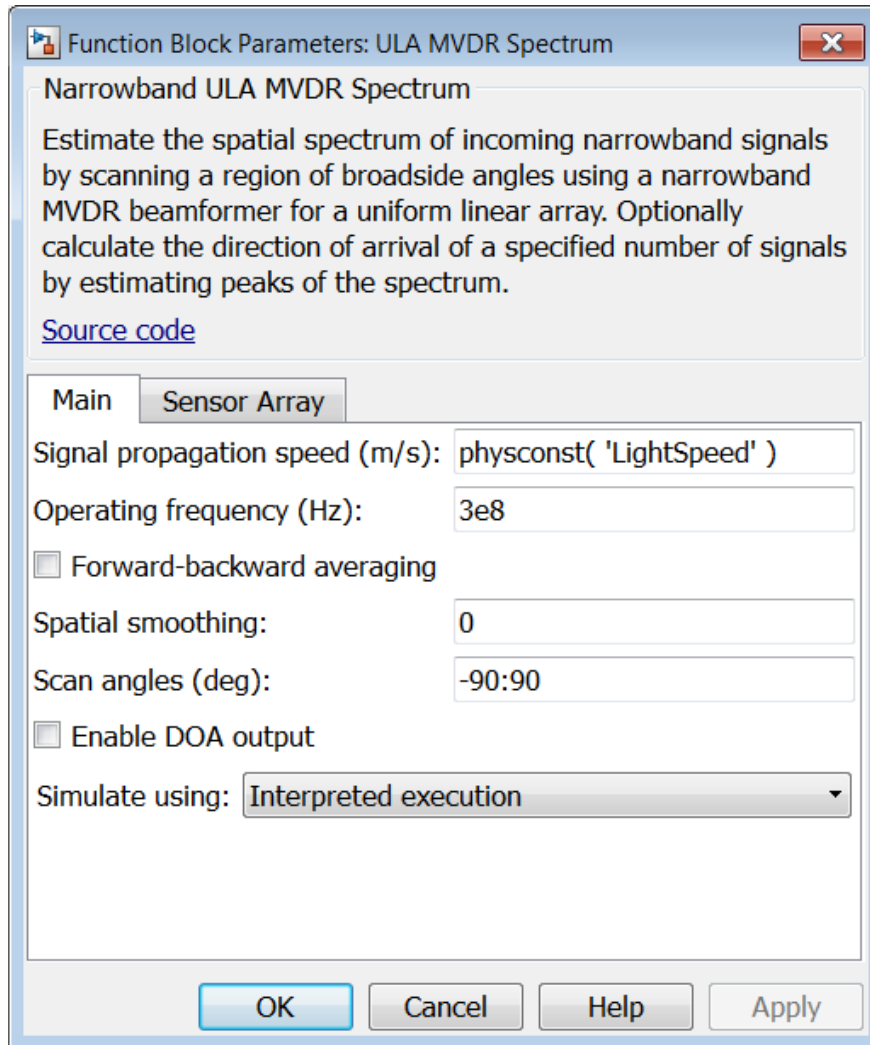 Function Block Parameters: ULA MVDR Spectrum
Narrowband ULA MVDR Spectrum
Estimate the spatial spectrum of incoming narrowband signals
by scanning a region of broadside angles using a narrowband
MVDR beamformer for a uniform linear array. Optionally
calculate the direction of arrival of a specified number of signals
by estimating peaks of the spectrum.
Source code
Main Sensor Array
Signal propagation speed (m/s): physconst( 'LightSpeed' )
Operating frequency (Hz): 3e8
Forward-backward averaging
Spatial smoothing: 0
Scan angles (deg): -90:90
Enable DOA output
Simulate using: Interpreted execution
OK Cancel Help Apply